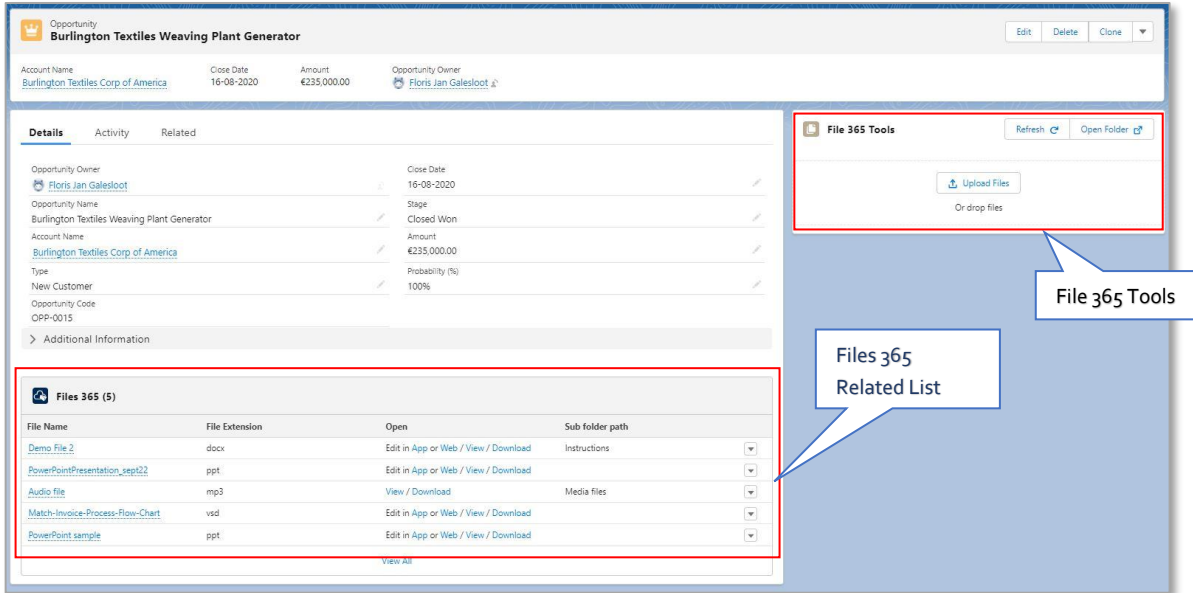 Opportunity
Burlington Textiles Weaving Plant Generator
Edit Delete Clone
Account Name Close Date Amount Opportunity Owner
Burlington Textiles Corp of America 16-08-2020 €235,000.00 Floris Jan Galesloot
Details Activity Related
Opportunity Owner Close Date
Floris Jan Galesloot 16-08-2020
Opportunity Name Stage
Burlington Textiles Weaving Plant Generator Closed Won
Account Name Amount
Burlington Textiles Corp of America €235,000.00
Type Probability (%)
New Customer 100%
Opportunity Code
OPP-0015
Additional Information
File 365 Tools Refresh Open Folder
Upload Files
Or drop files
File 365 Tools
Files 365
Related List
Files 365 (5)
File Name File Extension Open Sub folder path
Demo File 2 docx Edit in App or Web / View / Download Instructions
PowerPointPresentation_sept22 ppt Edit in App or Web / View / Download
Audio file mp3 View / Download Media files
Match-Invoice-Process-Flow-Chart vsd Edit in App or Web / View / Download
PowerPoint sample ppt Edit in App or Web / View / Download
View All